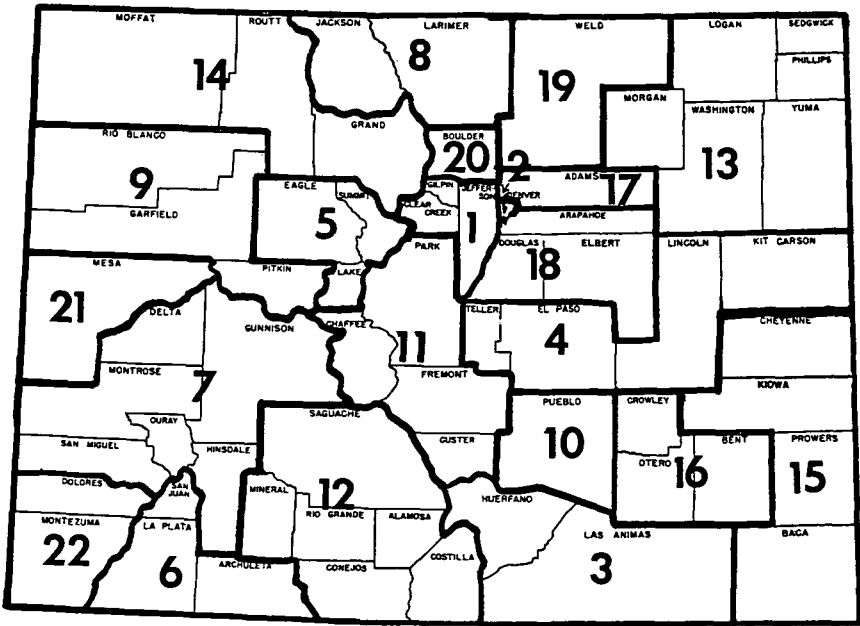 MOFFAT
ROUTT
JACKSON
LARIMER
WELD
LOGAN
SEDGWICK
PHILLIPS
8
14
19
MORGAN
WASHINGTON
YUMA
GRAND
RIO BLANCO
BOULDER
20
2
13
9
GARFIELD
EAGLE
SUMMIT
GILPIN
CLEAR
CREEK
JEFFER-
SON
DENVER
ADAMS
17
ARAPAHOE
5
1
PARK
DOUGLAS
ELBERT
LINCOLN
KIT CARSON
18
MESA
PITKIN
LAKE
21
DELTA
GUNNISON
CHAFFEE
TELLER
EL PASO
CHEYENNE
11
4
MONTROSE
7
FREMONT
KIOWA
OURAY
SAGUACHE
PUEBLO
CROWLEY
SAN MIGUEL
HINSDALE
CUSTER
10
BENT
PROWERS
OTERO
16
15
DOLORES
SAN
JUAN
MINERAL
12
HUERFANO
RIO GRANDE
ALAMOSA
MONTEZUMA
LA PLATA
LAS ANIMAS
BACA
22
6
ARCHULETA
CONEJOS
COSTILLA
3